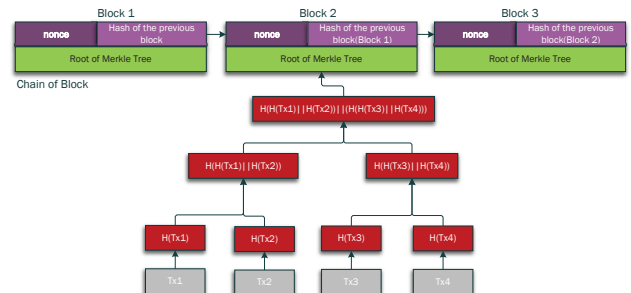 Block 1
Block 2
Block 3
nonce
Hash of the previous
block
nonce
Hash of the previous
block(Block 1)
nonce
Hash of the previous
block(Block 2)
Root of Merkle Tree
Root of Merkle Tree
Root of Merkle Tree
Chain of Block
H(H(Tx1)||H(Tx2))||((H(H(Tx3)||H(Tx4)))
H(H(Tx1)||H(Tx2))
H(H(Tx3)||H(Tx4))
H(Tx1)
H(Tx2)
H(Tx3)
H(Tx4)
Tx1
Tx2
Tx3
Tx4